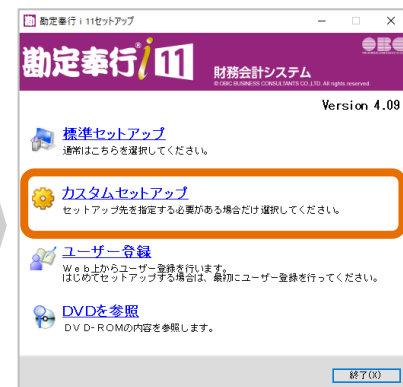 勘定奉行 i 11セットアップ
勘定奉行i11
OBC
財務会計システム
© OBIC BUSINESS CONSULTANTS CO.,LTD. All rights reserved.
Version 4.09
標準セットアップ
通常はこちらを選択してください。
カスタムセットアップ
セットアップ先を指定する必要がある場合だけ選択してください。
ユーザー登録
Ｗｅｂ上からユーザー登録を行います。
はじめてセットアップする場合は、最初にユーザー登録を行ってください。
DVDを参照
ＤＶＤ-ＲＯＭの内容を参照します。
終了(X)